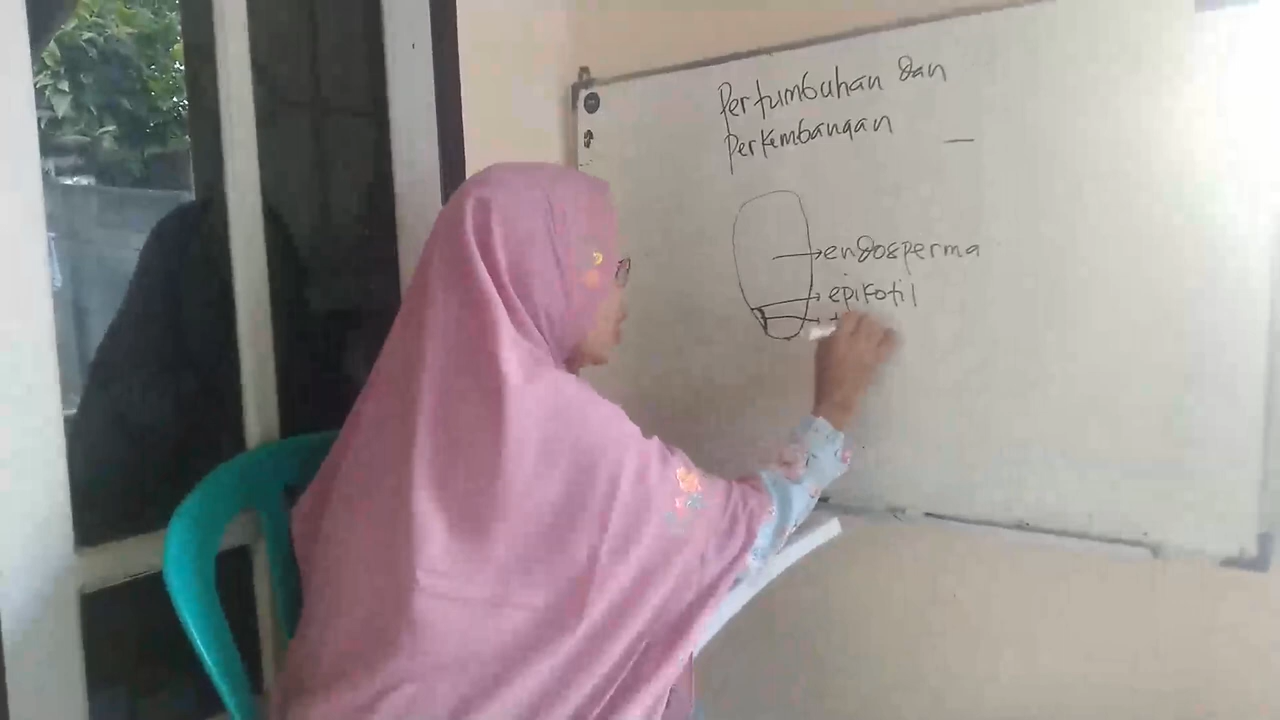 Pertumbuhan dan
Perkembangan
endosperma
epikotil